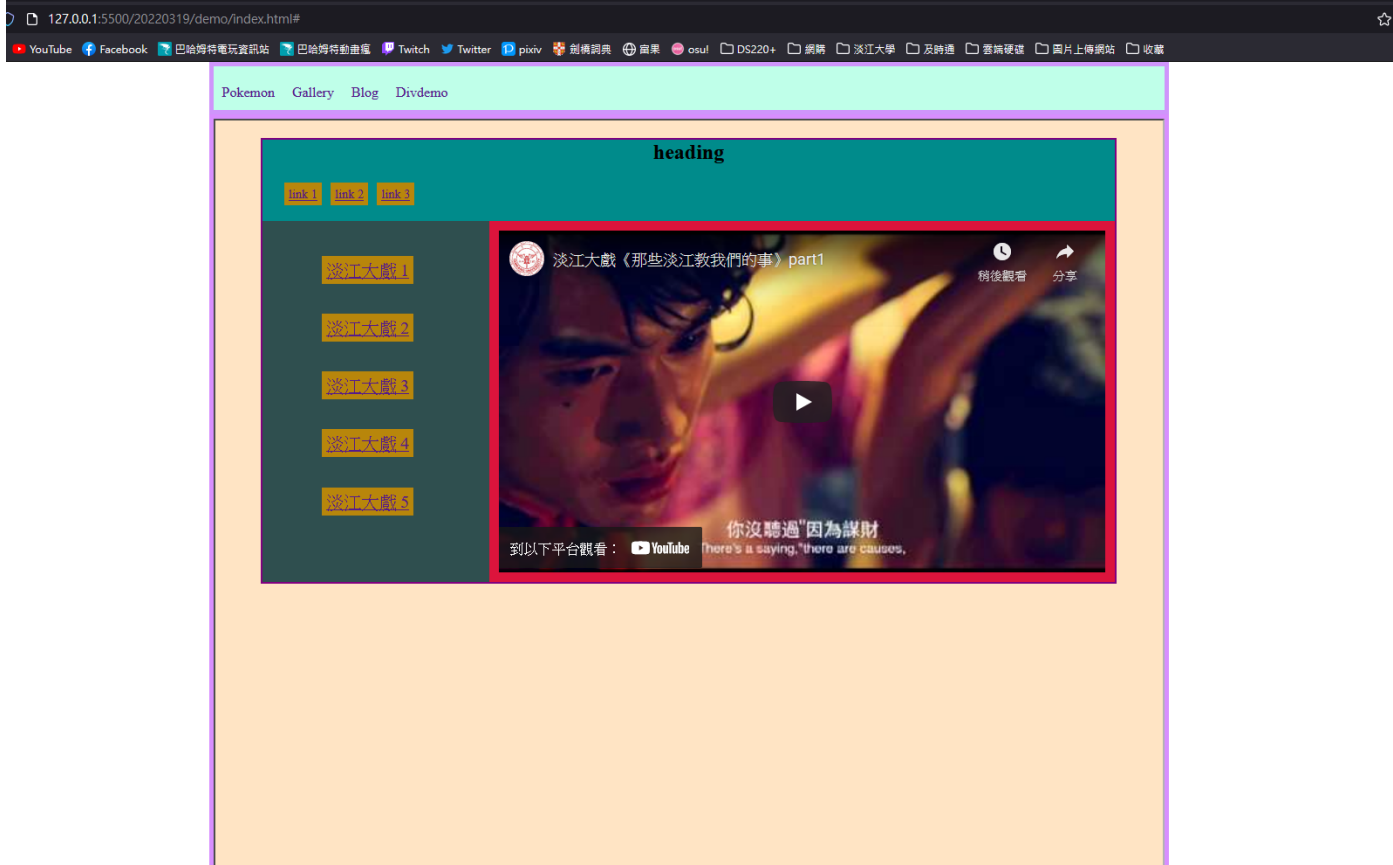 127.0.0.1:5500/20220319/demo/index.html#
YouTube Facebook 巴哈姆特電玩資訊站 巴哈姆特動畫瘋 Twitch Twitter pixiv 劍橋詞典 窩果 osu! DS220+ 網購 淡江大學 及時通 雲端硬碟 圖片上傳網站 收藏
Pokemon Gallery Blog Divdemo
heading
link 1 link 2 link 3
淡江大戲《那些淡江教我們的事》part1
稍後觀看 分享
淡江大戲 1
淡江大戲 2
淡江大戲 3
淡江大戲 4
淡江大戲 5
你沒聽過"因為謀財
到以下平台觀看： YouTube
There's a saying,"there are causes,